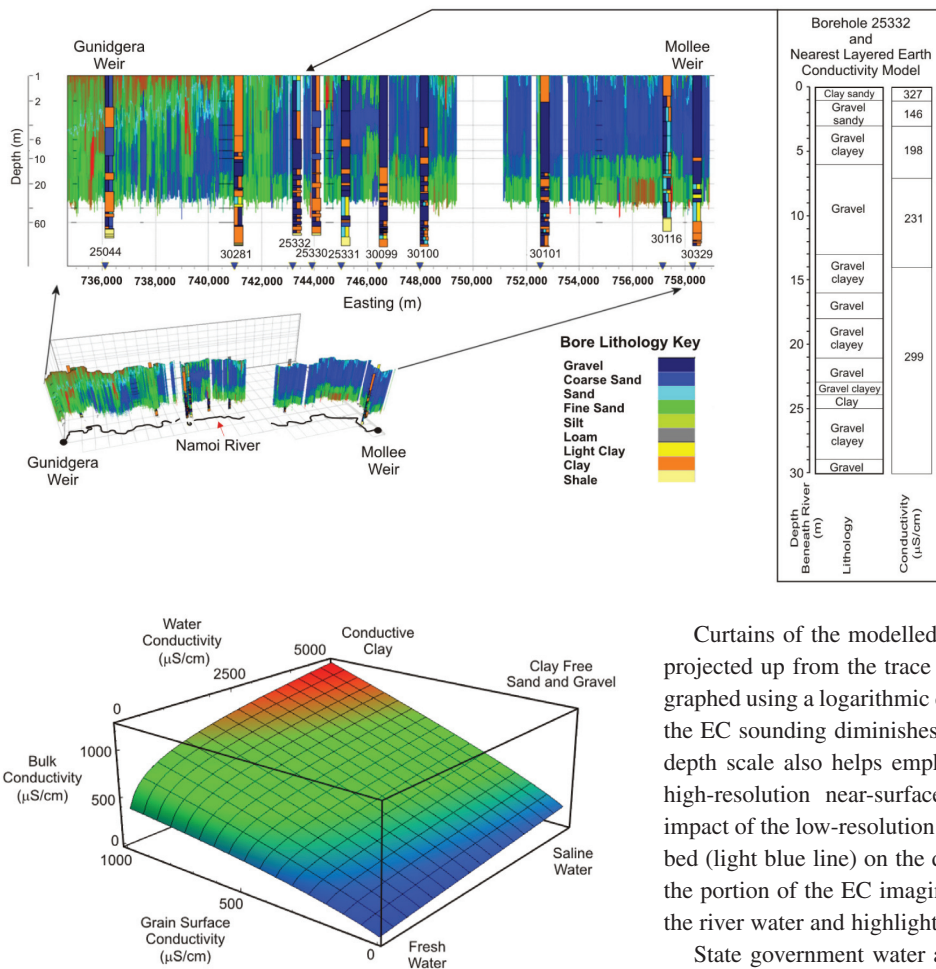 Gunidgera
Weir
Mollee
Weir
Depth (m)
1
2
6
10
20
60
25044
30281
25332
25330
25331
30099
30100
30101
30116
30329
736,000
738,000
740,000
742,000
744,000
746,000
748,000
750,000
752,000
754,000
756,000
758,000
Easting (m)
Gunidgera
Weir
Namoi River
Mollee
Weir
Bore Lithology Key
Gravel
Coarse Sand
Sand
Fine Sand
Silt
Loam
Light Clay
Clay
Shale
Borehole 25332
and
Nearest Layered Earth
Conductivity Model
0
5
10
15
20
25
30
Clay sandy
Gravel
sandy
Gravel
clayey
Gravel
Gravel
clayey
Gravel
Gravel
clayey
Gravel
Gravel clayey
Clay
Gravel
clayey
Gravel
327
146
198
231
299
Depth
Beneath River
(m)
Lithology
Conductivity
(µS/cm)
Water
Conductivity
(µS/cm)
0
2500
5000
Conductive
Clay
Clay Free
Sand and Gravel
Bulk
Conductivity
(µS/cm)
1000
500
0
1000
500
0
Grain Surface
Conductivity
(µS/cm)
Saline
Water
Fresh
Water
Curtains of the modelled
projected up from the trace
graphed using a logarithmic
the EC sounding diminishes
depth scale also helps emph
high-resolution near-surface
impact of the low-resolution
bed (light blue line) on the
the portion of the EC imagin
the river water and highlight
State government water a